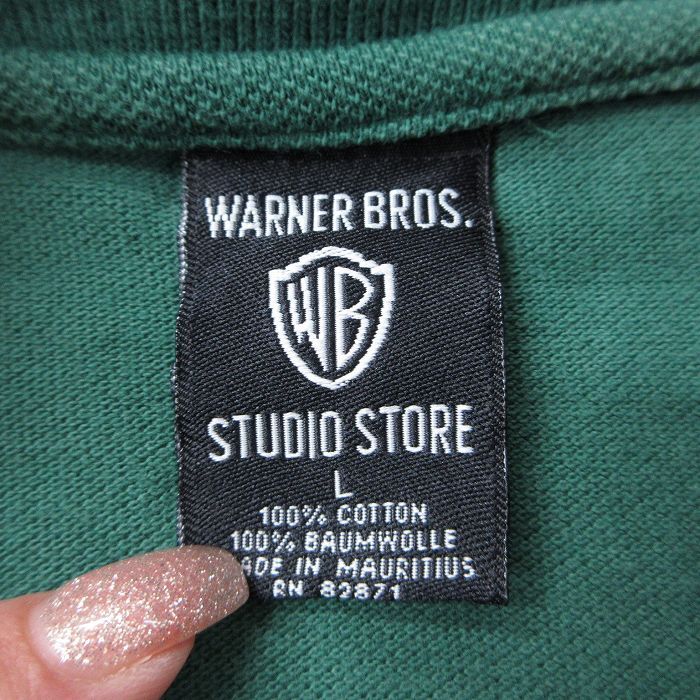 WARNER BROS.
WB
STUDIO STORE
L
100% COTTON
100% BAUMWOLLE
ADE IN MAURITIUS
RN 82871